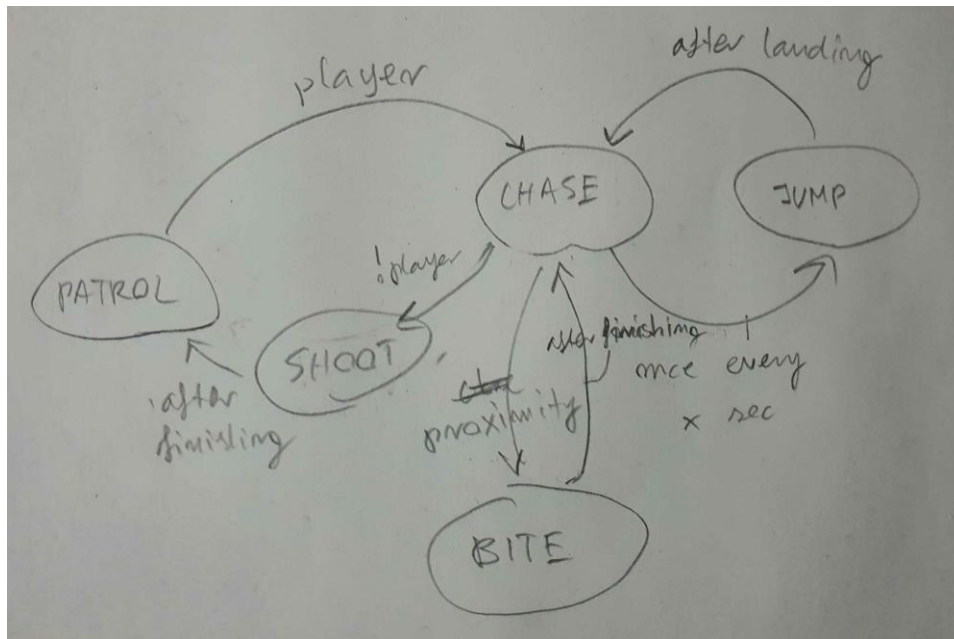 after landing
player
CHASE
JUMP
!player
PATROL
SHOOT
after finishing
once every
x sec
proximity
after
finishing
BITE